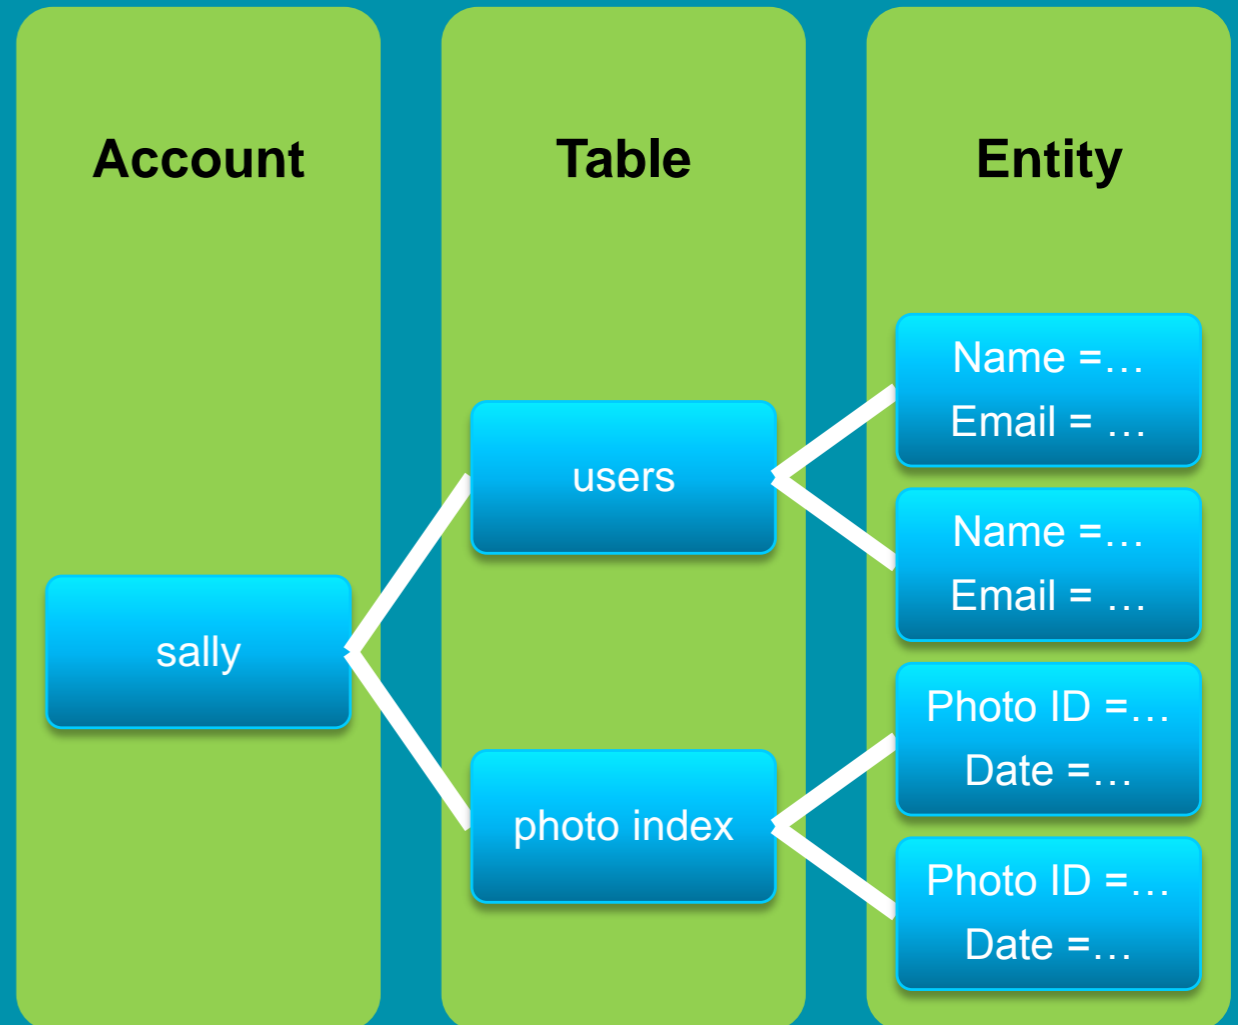 Account
Table
Entity
sally
users
photo index
Name =…
Email = …
Name =…
Email = …
Photo ID =…
Date =…
Photo ID =…
Date =…